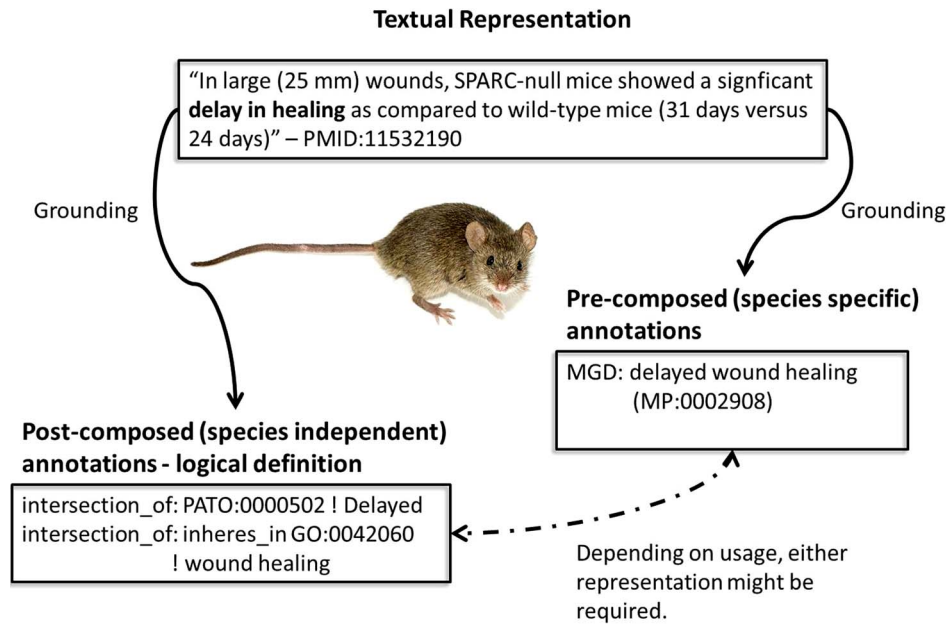 Textual Representation
“In large (25 mm) wounds, SPARC-null mice showed a signficant
delay in healing as compared to wild-type mice (31 days versus
24 days)” – PMID:11532190
Grounding
Grounding
Pre-composed (species specific)
annotations
MGD: delayed wound healing
(MP:0002908)
Post-composed (species independent)
annotations - logical definition
intersection_of: PATO:0000502 ! Delayed
intersection_of: inheres_in GO:0042060
! wound healing
Depending on usage, either
representation might be
required.